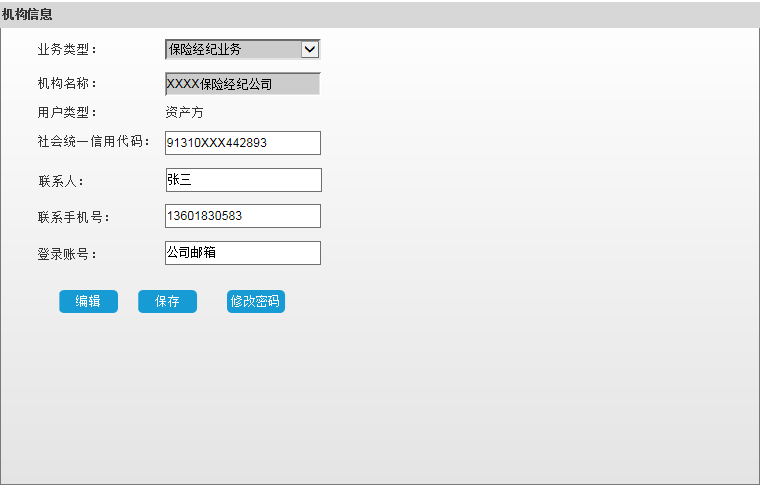 机构信息
业务类型： 保险经纪业务
机构名称： XXXX保险经纪公司
用户类型： 资产方
社会统一信用代码： 91310XXX442893
联系人： 张三
联系手机号： 13601830583
登录账号： 公司邮箱
编辑 保存 修改密码